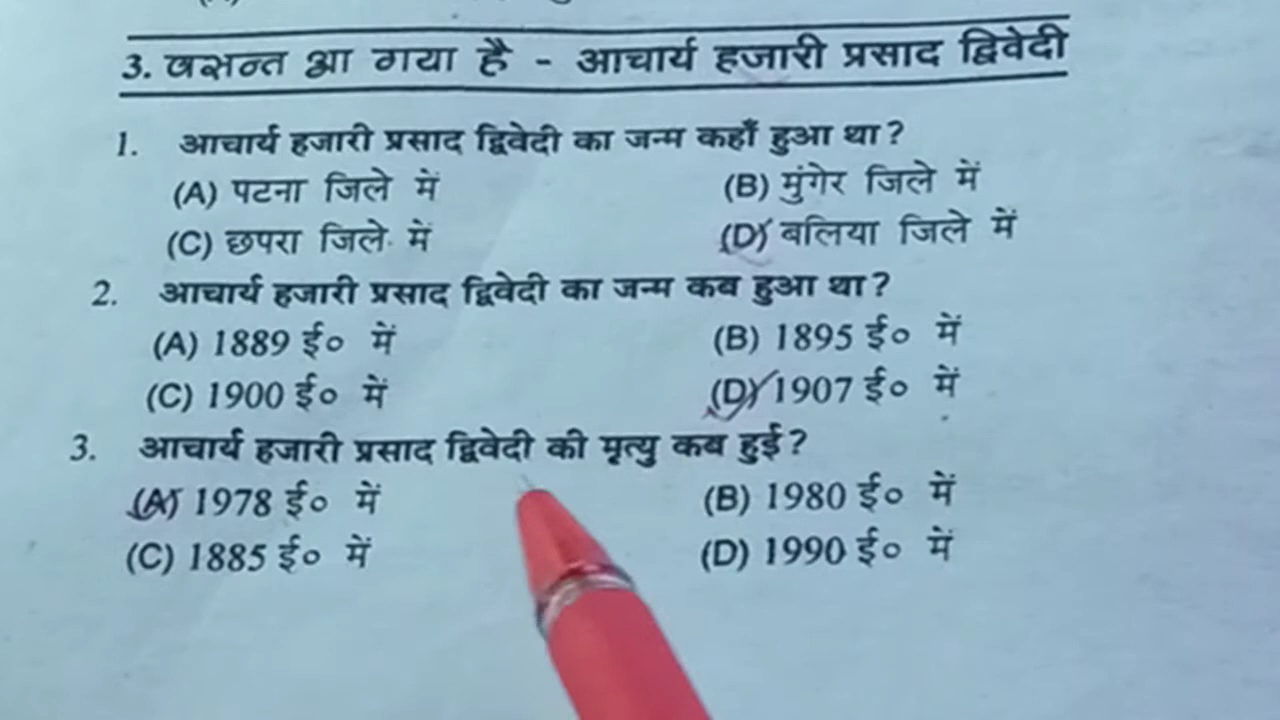 3. वसन्त आ गया है - आचार्य हजारी प्रसाद द्विवेदी
1. आचार्य हजारी प्रसाद द्विवेदी का जन्म कहाँ हुआ था?
(A) पटना जिले में (B) मुंगेर जिले में
(C) छपरा जिले में (D) बलिया जिले में
2. आचार्य हजारी प्रसाद द्विवेदी का जन्म कब हुआ था?
(A) 1889 ई० में (B) 1895 ई० में
(C) 1900 ई० में (D) 1907 ई० में
3. आचार्य हजारी प्रसाद द्विवेदी की मृत्यु कब हुई?
(A) 1978 ई० में (B) 1980 ई० में
(C) 1885 ई० में (D) 1990 ई० में